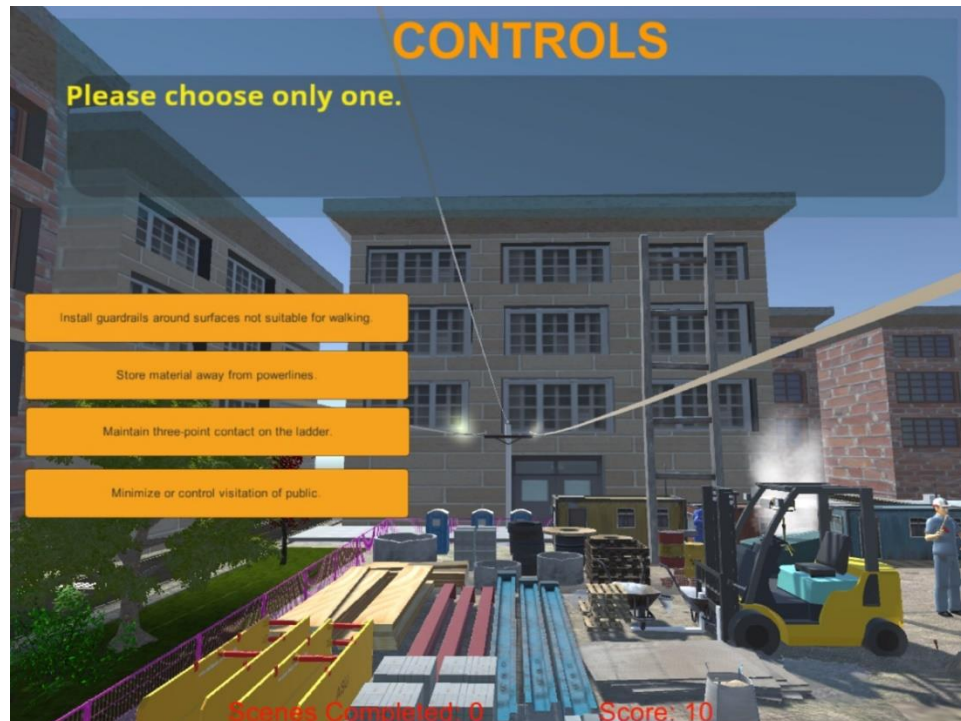 CONTROLS
Please choose only one.
Install guardrails around surfaces not suitable for walking.
Store material away from powerlines.
Maintain three-point contact on the ladder.
Minimize or control visitation of public.
Scenes Completed: 0 Score: 10